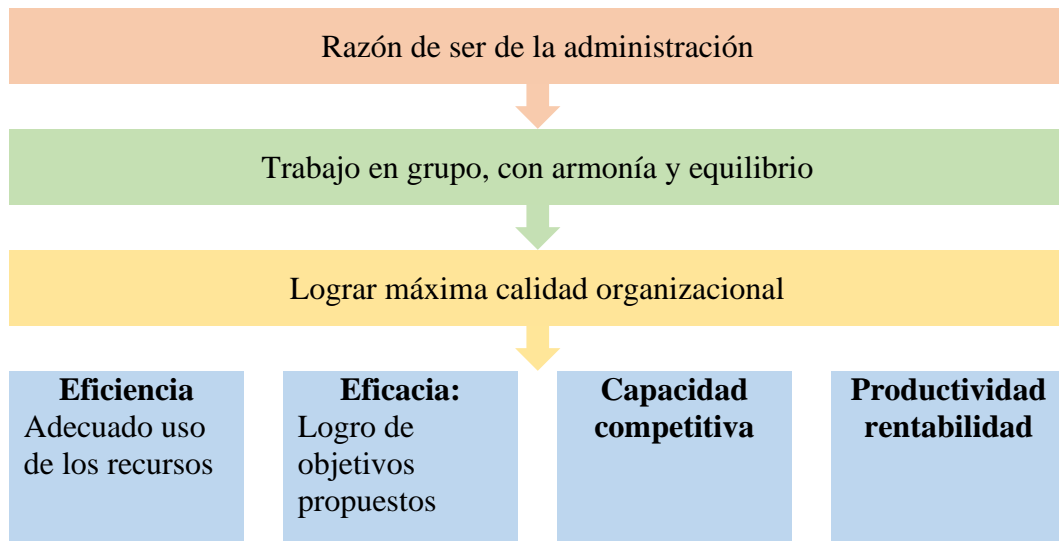 Razón de ser de la administración
Trabajo en grupo, con armonía y equilibrio
Lograr máxima calidad organizacional
Eficiencia
Adecuado uso
de los recursos
Eficacia:
Logro de
objetivos
propuestos
Capacidad
competitiva
Productividad
rentabilidad